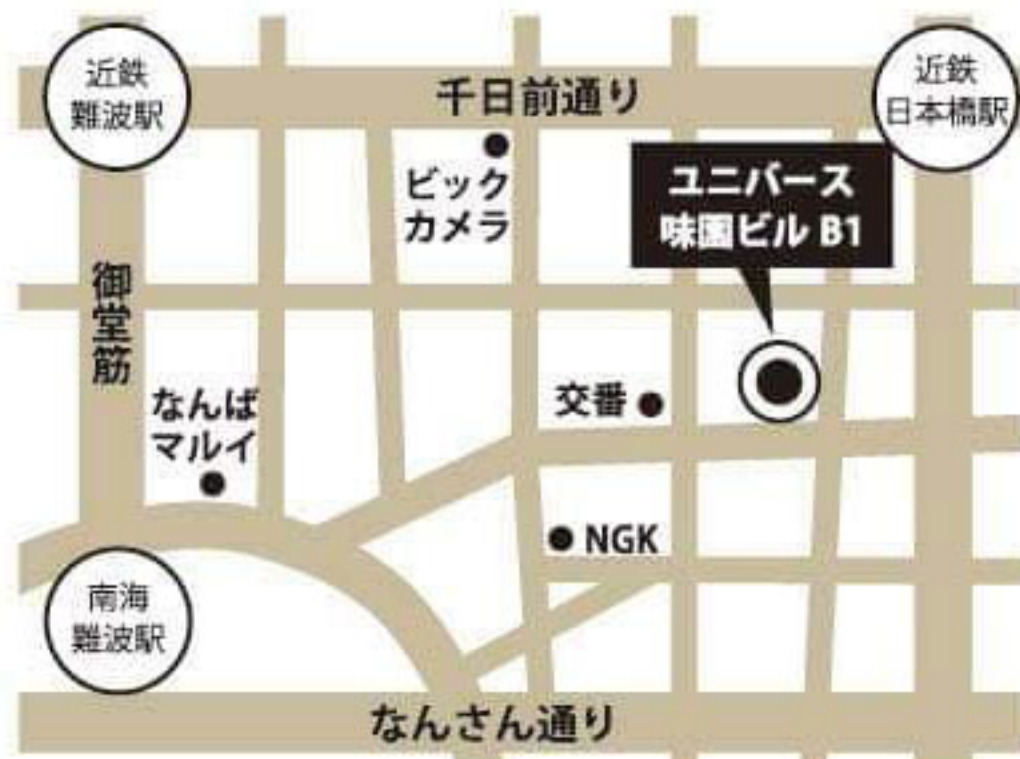 近鉄
難波駅
千日前通り
近鉄
日本橋駅
ビック
カメラ
ユニバース
味園ビル B1
御堂筋
なんば
マルイ
交番
NGK
南海
難波駅
なんさん通り